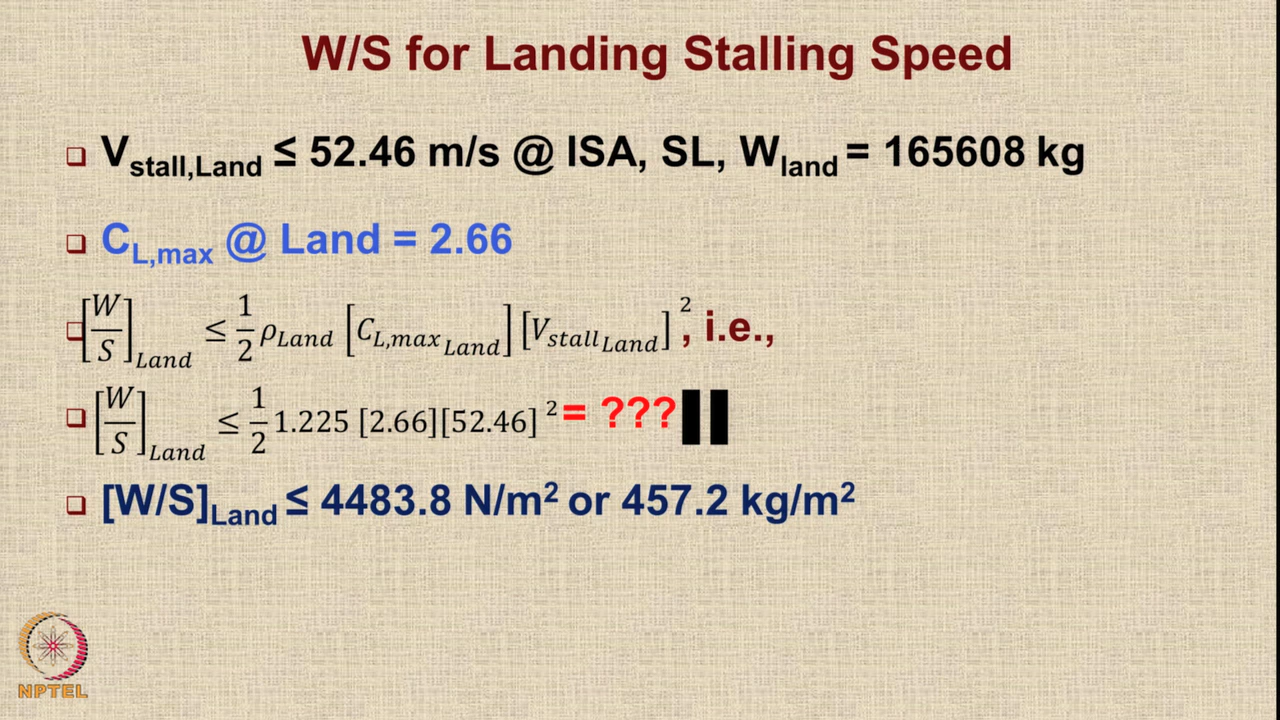 W/S for Landing Stalling Speed
❑ V_stall,Land ≤ 52.46 m/s @ ISA, SL, W_land = 165608 kg
❑ C_L,max @ Land = 2.66
❑ [W/S]_Land ≤ 1/2 ρ_Land [C_L,max_Land] [V_stall_Land]², i.e.,
❑ [W/S]_Land ≤ 1/2 1.225 [2.66][52.46]² = ???
❑ [W/S]_Land ≤ 4483.8 N/m² or 457.2 kg/m²
NPTEL